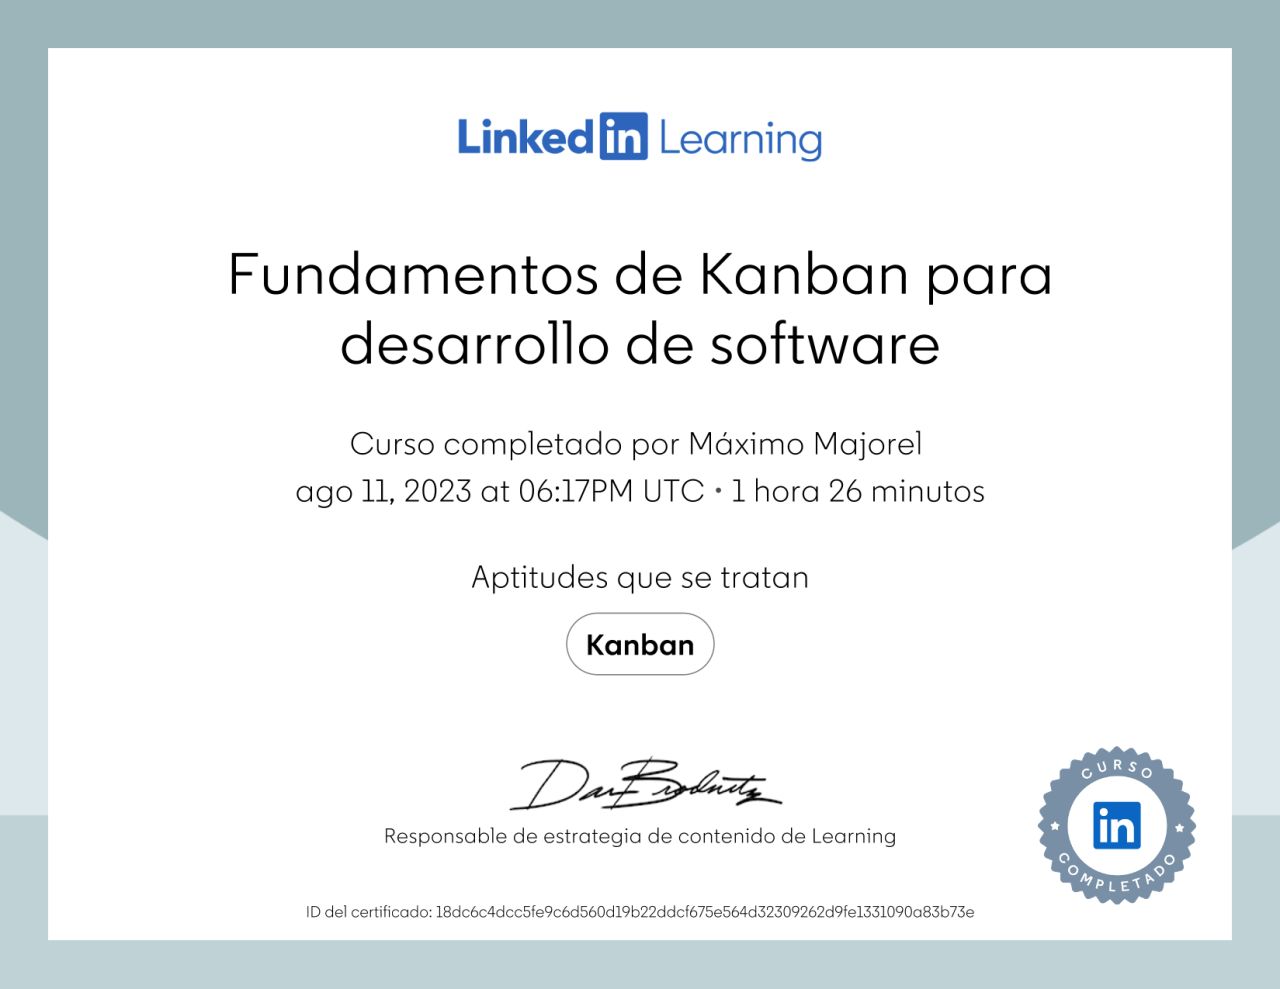 Linked in Learning
Fundamentos de Kanban para
desarrollo de software
Curso completado por Máximo Majorel
ago 11, 2023 at 06:17PM UTC • 1 hora 26 minutos
Aptitudes que se tratan
Kanban
Dan Brodnitz
Responsable de estrategia de contenido de Learning
CURSO
in
COMPLETADO
ID del certificado: 18dc6c4dcc5fe9c6d560d19b22ddcf675e564d32309262d9fe1331090a83b73e